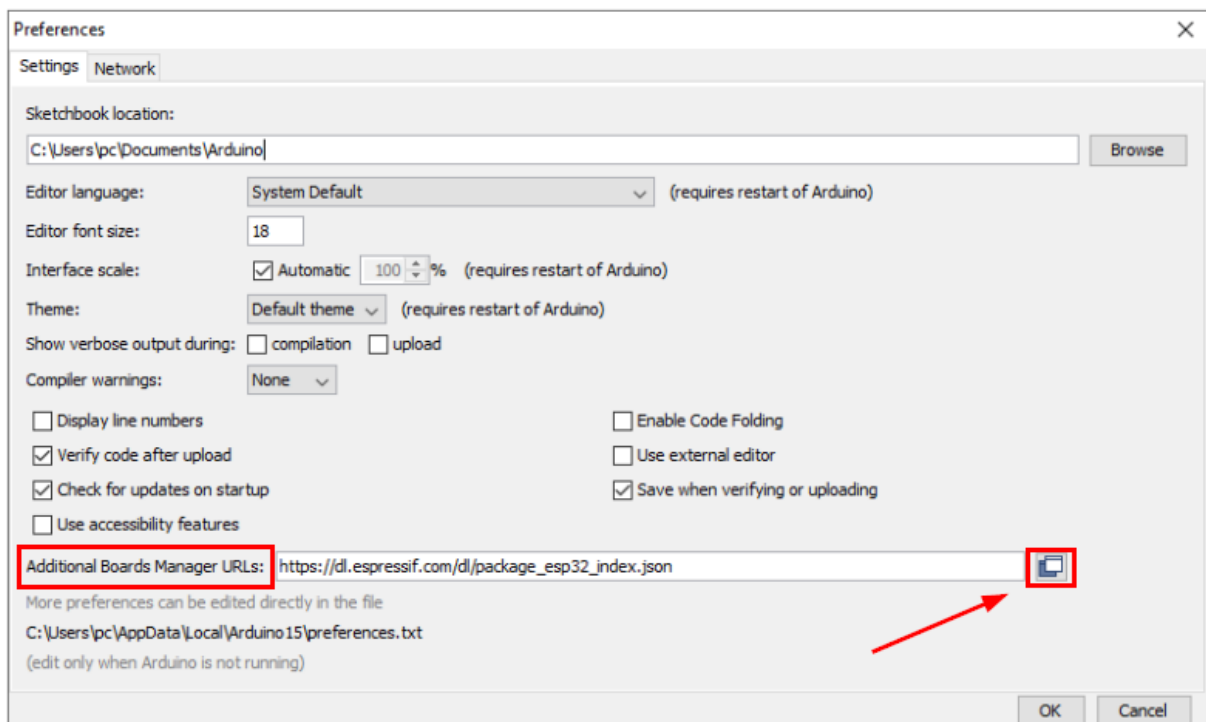 Preferences
Settings Network
Sketchbook location:
C:\Users\pc\Documents\Arduino Browse
Editor language: System Default (requires restart of Arduino)
Editor font size: 18
Interface scale: Automatic 100 % (requires restart of Arduino)
Theme: Default theme (requires restart of Arduino)
Show verbose output during: compilation upload
Compiler warnings: None
Display line numbers Enable Code Folding
Verify code after upload Use external editor
Check for updates on startup Save when verifying or uploading
Use accessibility features
Additional Boards Manager URLs: https://dl.espressif.com/dl/package_esp32_index.json
More preferences can be edited directly in the file
C:\Users\pc\AppData\Local\Arduino15\preferences.txt
(edit only when Arduino is not running)
OK Cancel